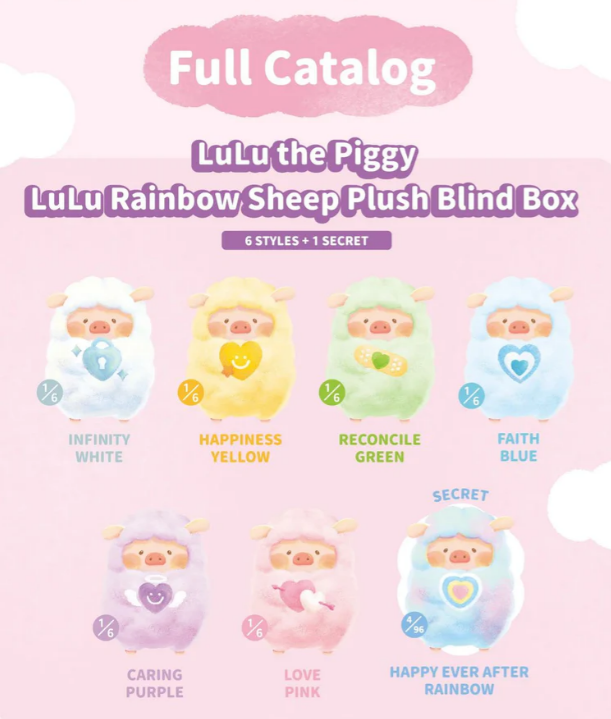 Full Catalog
LuLu the Piggy
LuLu Rainbow Sheep Plush Blind Box
6 STYLES + 1 SECRET
1/6
INFINITY
WHITE
1/6
HAPPINESS
YELLOW
1/6
RECONCILE
GREEN
1/6
FAITH
BLUE
1/6
CARING
PURPLE
1/6
LOVE
PINK
SECRET
4/96
HAPPY EVER AFTER
RAINBOW